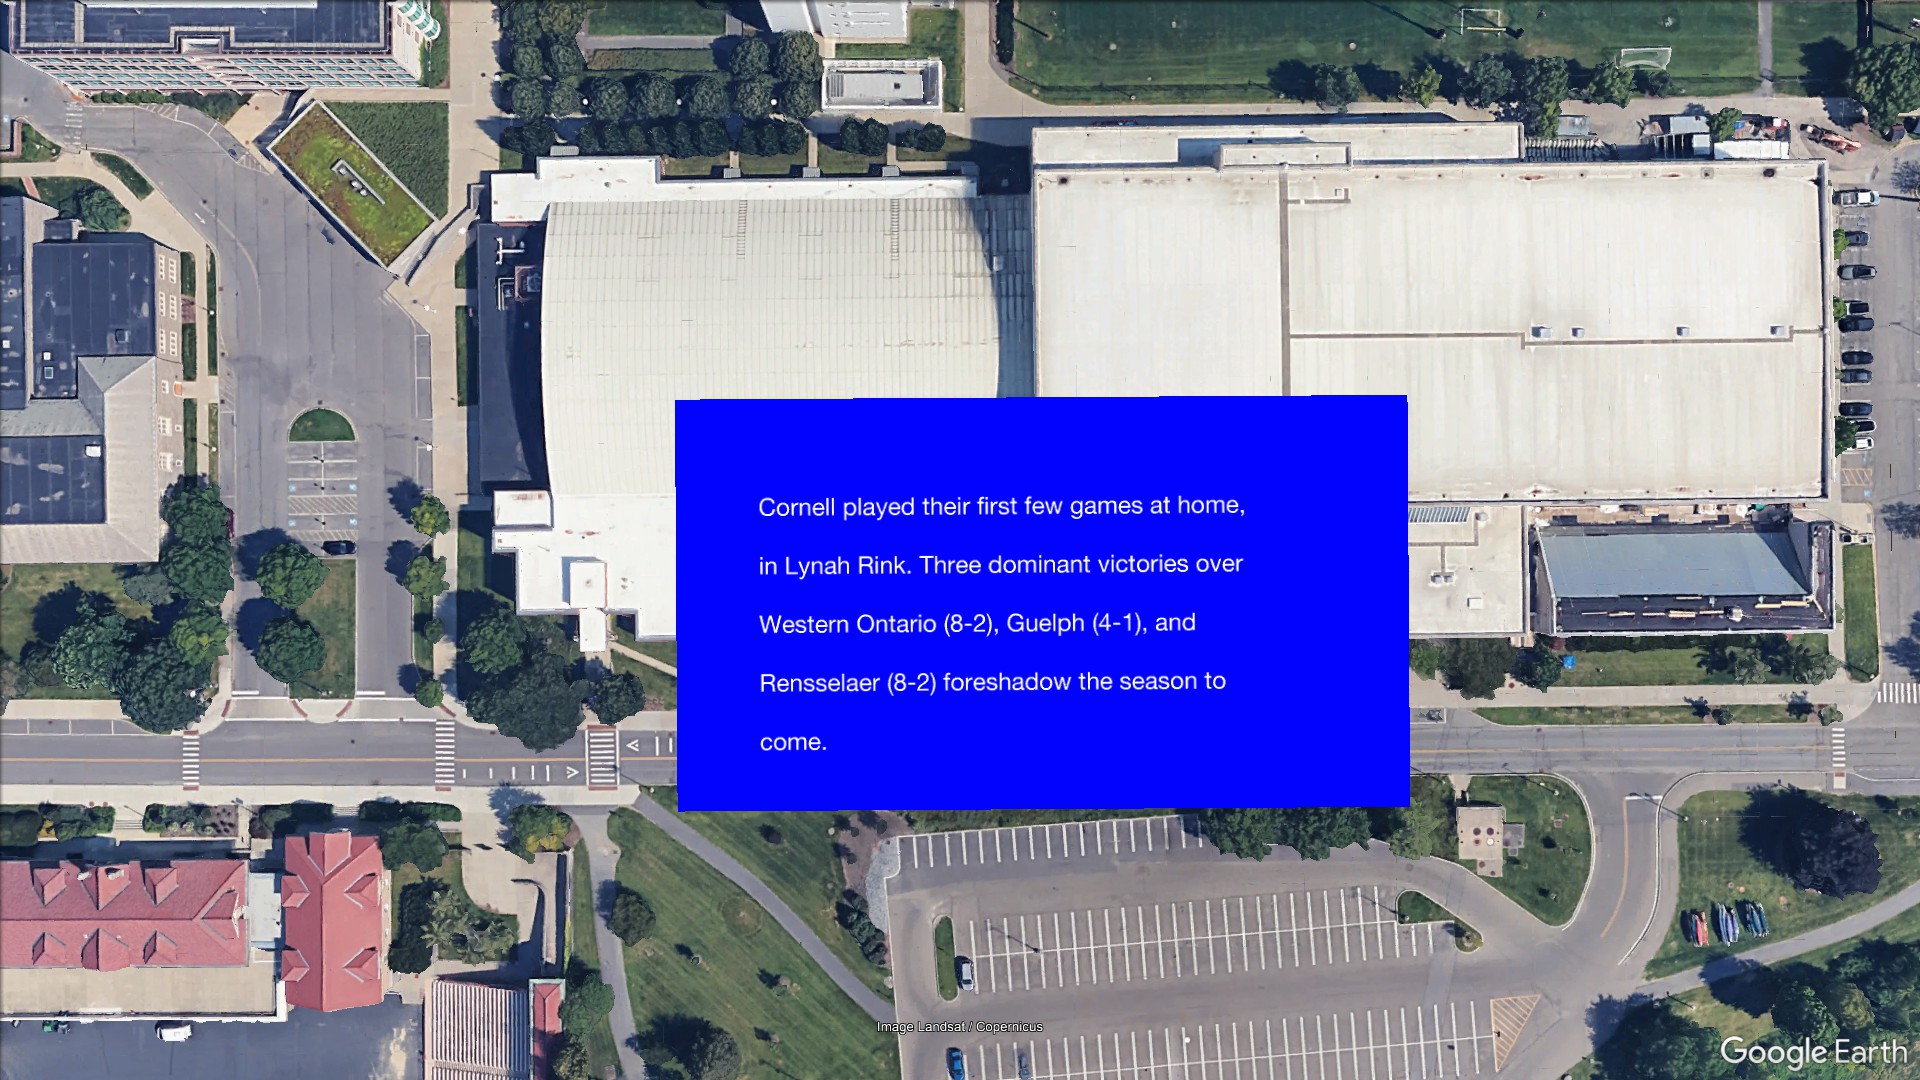 Cornell played their first few games at home,
in Lynah Rink. Three dominant victories over
Western Ontario (8-2), Guelph (4-1), and
Rensselaer (8-2) foreshadow the season to
come.
Image Landsat / Copernicus
Google Earth